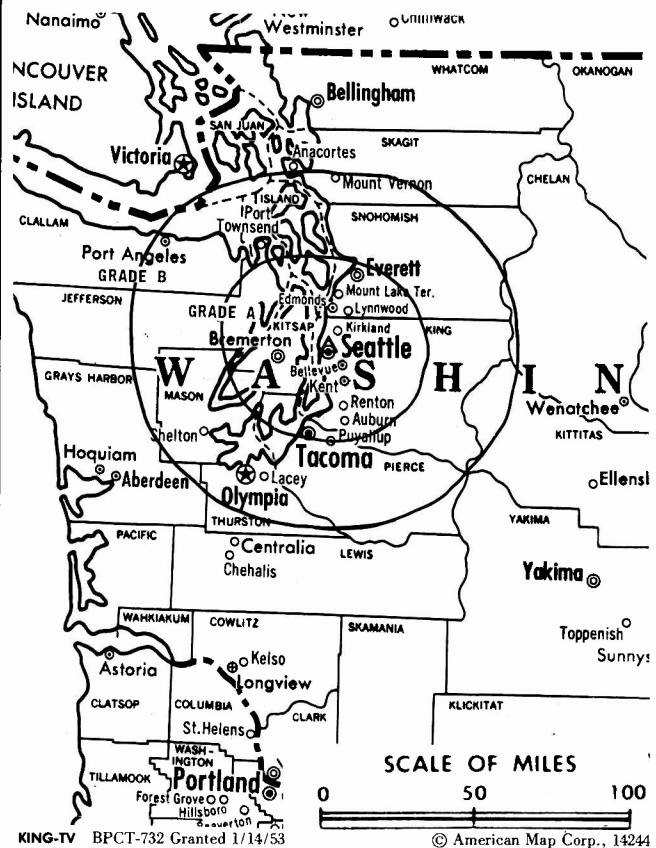 Nanaimo
New
Westminster
Chilliwack
NCOUVER
ISLAND
WHATCOM
OKANOGAN
Bellingham
SAN JUAN
SKAGIT
Victoria
Anacortes
CHELAN
Mount Vernon
TISLAND
Port
Townsend
SNOHOMISH
CLALLAM
Port Angeles
GRADE B
Everett
JEFFERSON
Mount Lake Ter.
Edmonds
Lynnwood
GRADE A
KITSAP
Kirkland
KING
Bremerton
Seattle
Bellevue
W A S H I N
Kent
GRAYS HARBOR
MASON
Renton
Wenatchee
Auburn
Shelton
Puyallup
KITTITAS
Tacoma
Hoquiam
PIERCE
Aberdeen
Lacey
Ellensb
Olympia
THURSTON
YAKIMA
PACIFIC
Centralia
LEWIS
Chehalis
Yakima
WAHKIAKUM
COWLITZ
SKAMANIA
Toppenish
Sunnys
Astoria
Kelso
Longview
CLATSOP
COLUMBIA
KLICKITAT
CLARK
St.Helens
WASH-
INGTON
SCALE OF MILES
TILLAMOOK
Portland
Forest Grove
0 50 100
Hillsboro
Beaverton
KING-TV BPCT-732 Granted 1/14/53
© American Map Corp., 14244